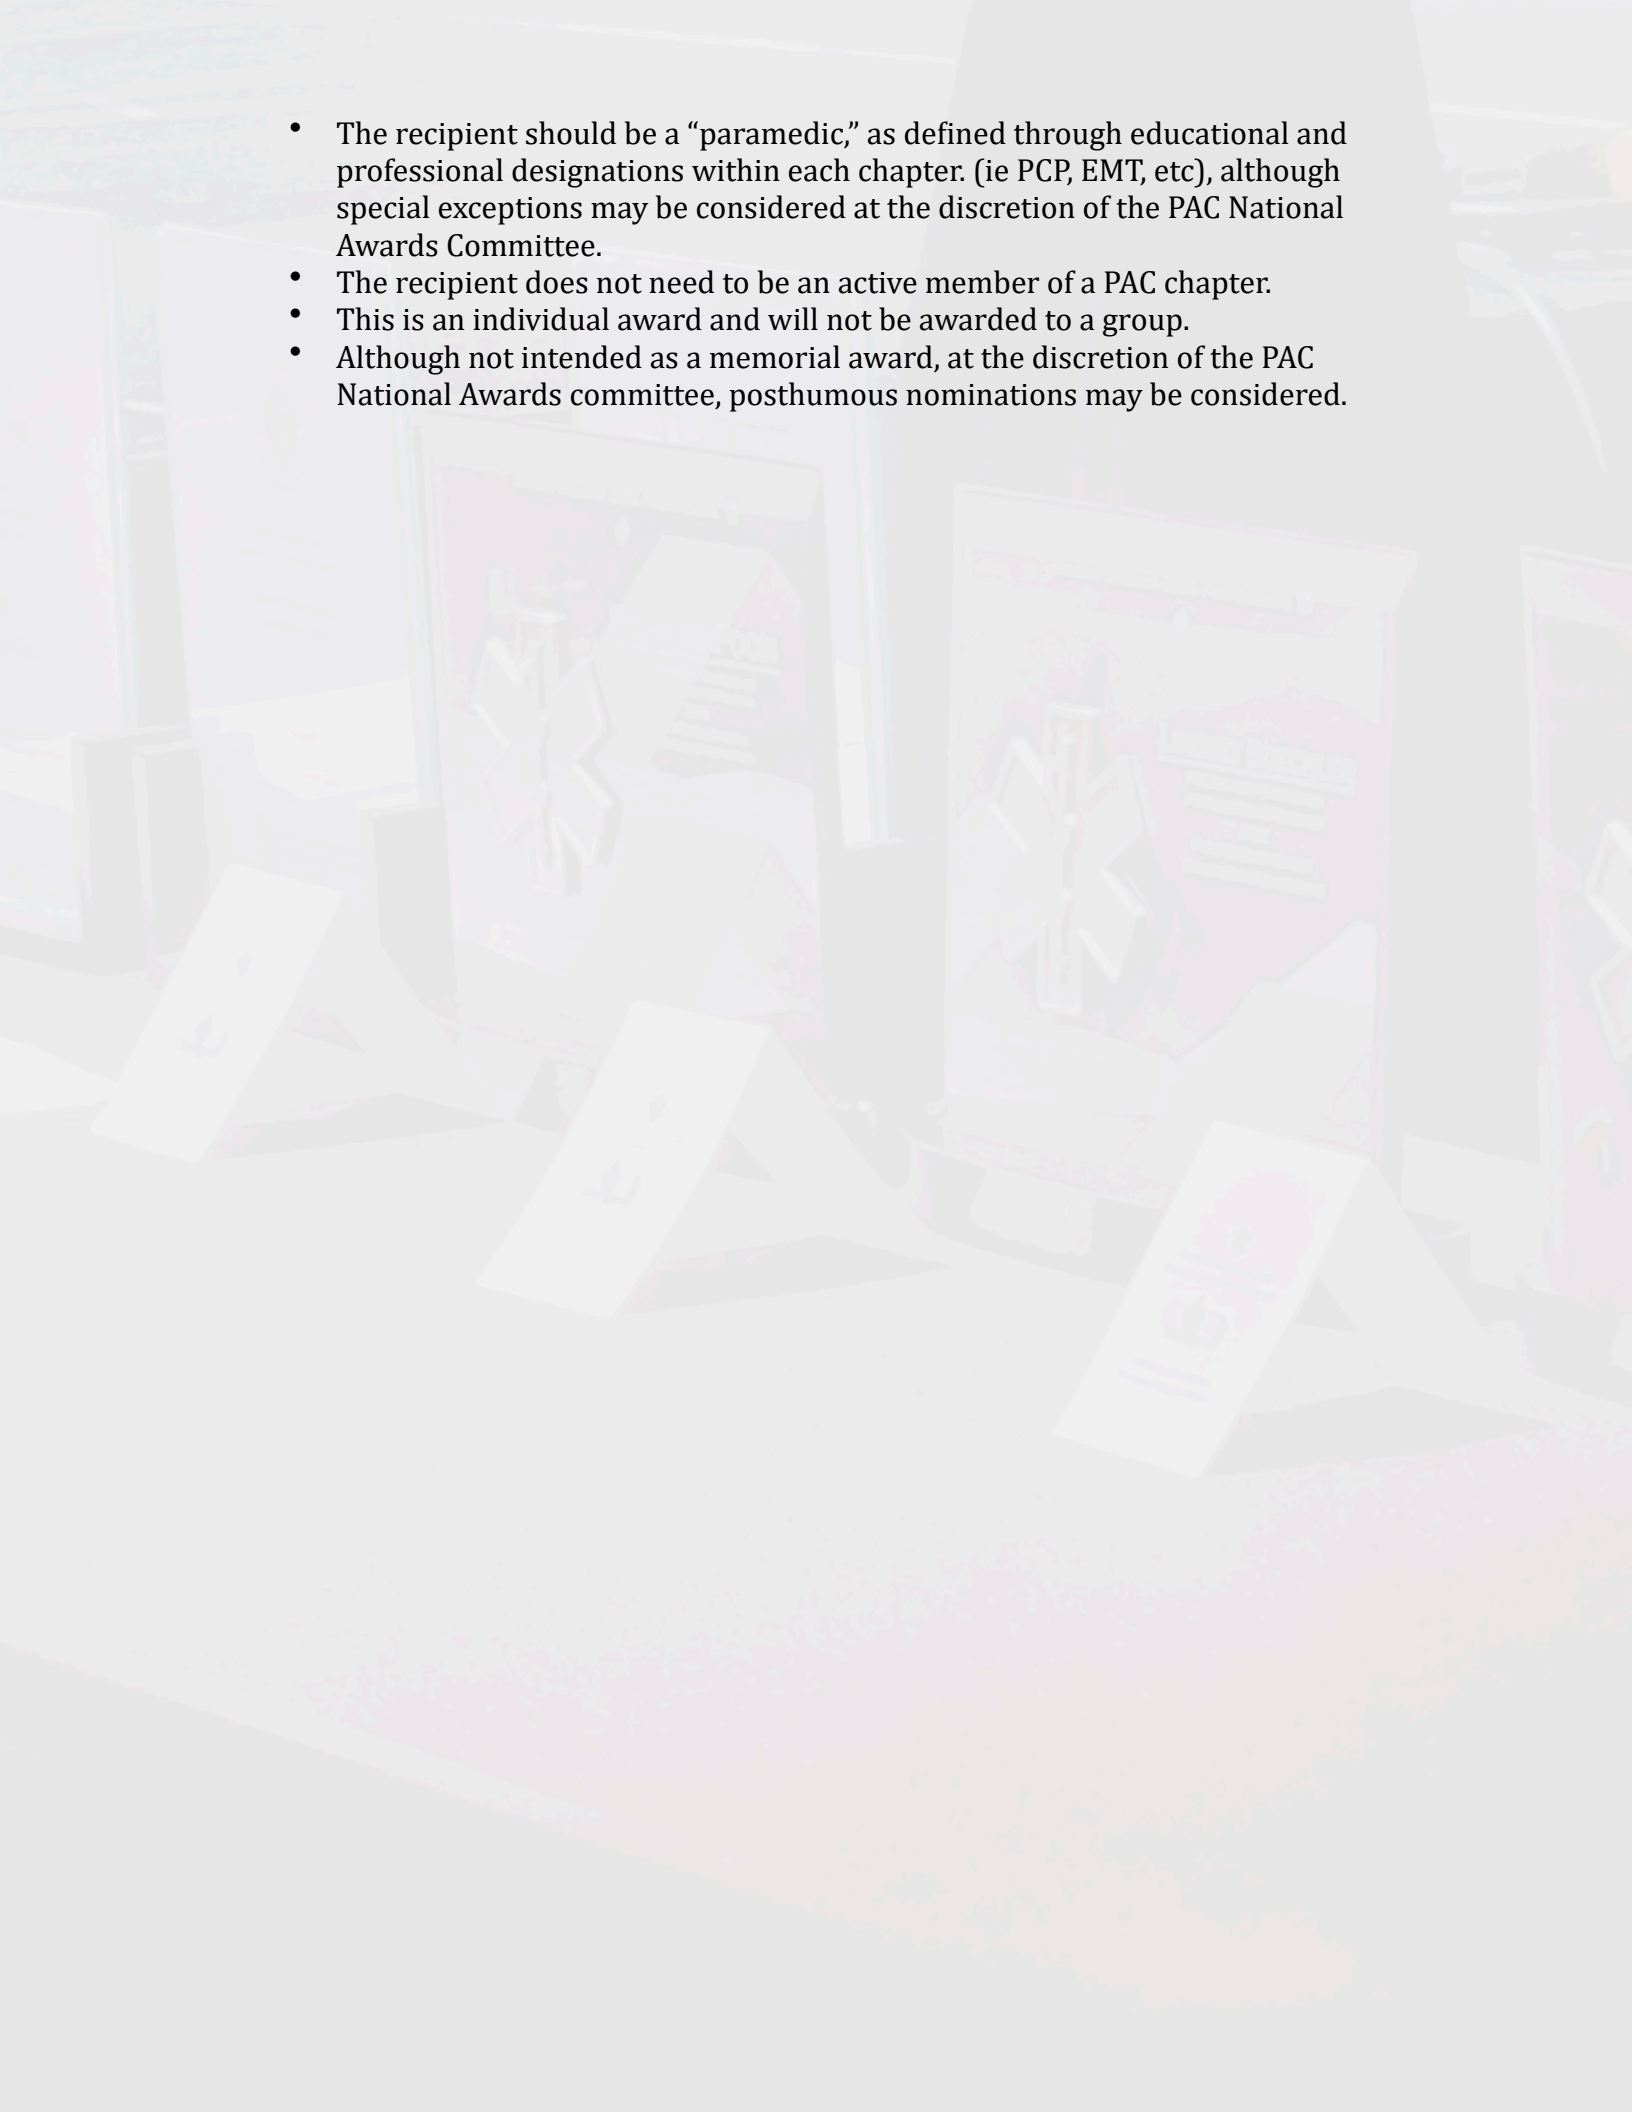 • The recipient should be a “paramedic,” as defined through educational and
professional designations within each chapter. (ie PCP, EMT, etc), although
special exceptions may be considered at the discretion of the PAC National
Awards Committee.
• The recipient does not need to be an active member of a PAC chapter.
• This is an individual award and will not be awarded to a group.
• Although not intended as a memorial award, at the discretion of the PAC
National Awards committee, posthumous nominations may be considered.